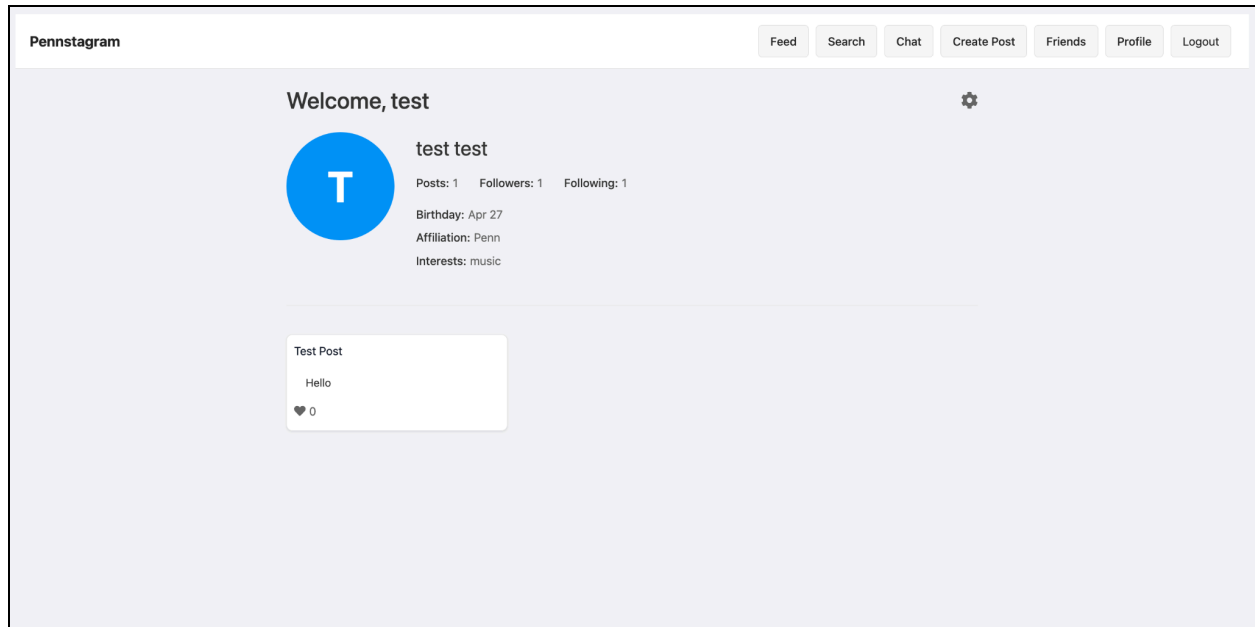 Pennstagram Feed Search Chat Create Post Friends Profile Logout
Welcome, test
T
test test
Posts: 1 Followers: 1 Following: 1
Birthday: Apr 27
Affiliation: Penn
Interests: music
Test Post
Hello
0